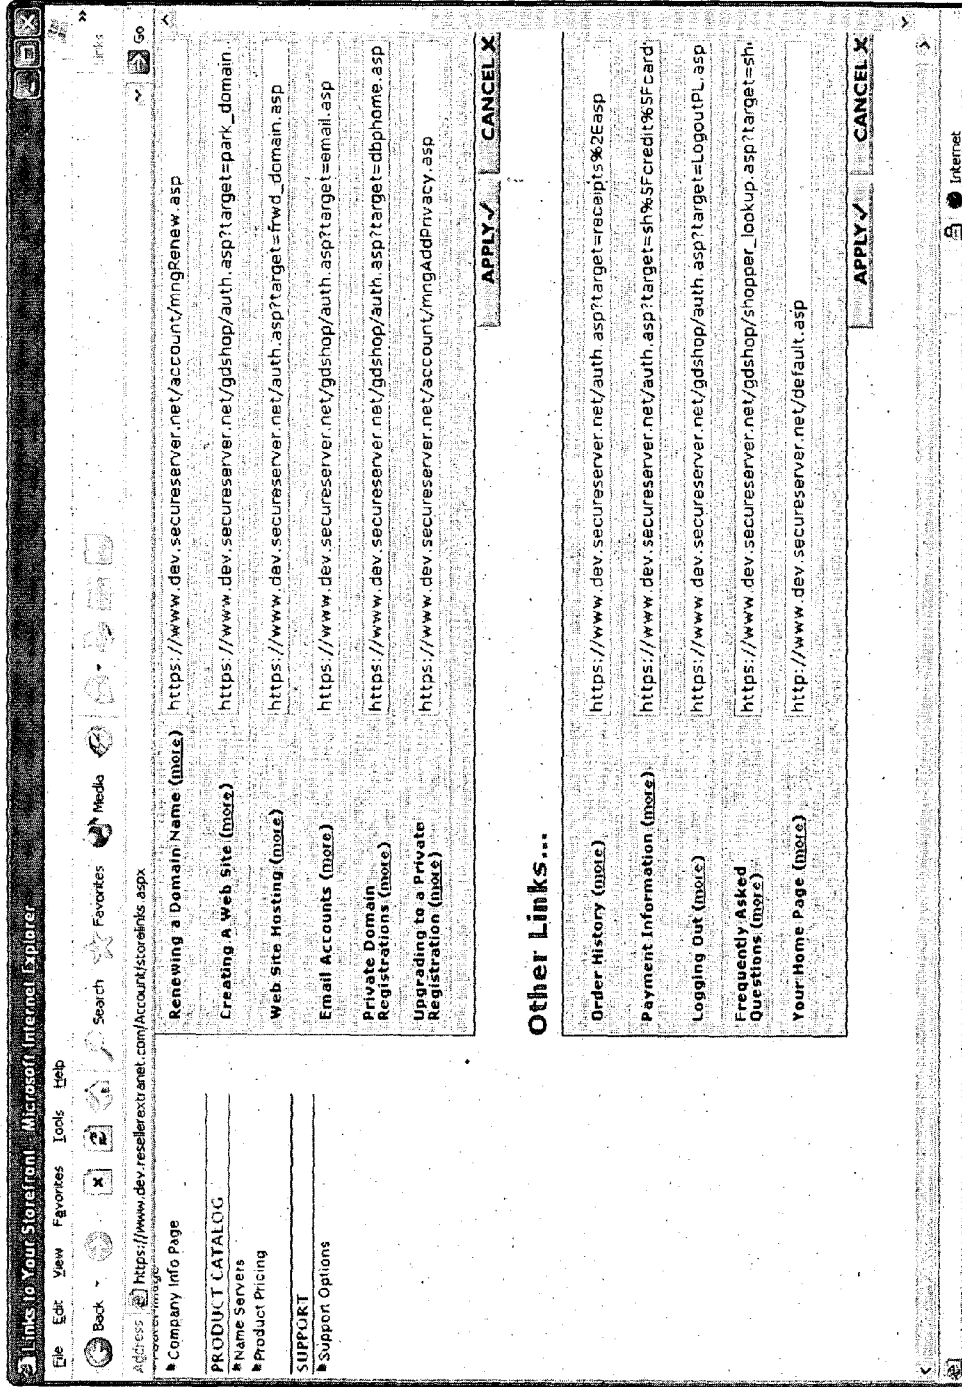 Links to Your Storefront - Microsoft Internet Explorer
File Edit View Favorites Tools Help
Back Search Favorites Media
Address https://www.dev.resellerextranet.com/Account/storelinks.aspx Go Links
Company Info Page
PRODUCT CATALOG
Name Servers
Product Pricing
SUPPORT
Support Options
Renewing a Domain Name (more) https://www.dev.secureserver.net/account/mngRenew.asp
Creating A Web Site (more) https://www.dev.secureserver.net/gdshop/auth.asp?target=park_domain.
Web Site Hosting (more) https://www.dev.secureserver.net/auth.asp?target=frwd_domain.asp
Email Accounts (more) https://www.dev.secureserver.net/gdshop/auth.asp?target=email.asp
Private Domain
Registrations (more) https://www.dev.secureserver.net/gdshop/auth.asp?target=dbphome.asp
Upgrading to a Private
Registration (more) https://www.dev.secureserver.net/account/mngAddPrivacy.asp
APPLY✓ CANCEL X
Other Links...
Order History (more) https://www.dev.secureserver.net/auth.asp?target=receipts%2Easp
Payment Information (more) https://www.dev.secureserver.net/auth.asp?target=sh%5Fcredit%5Fcard
Logging Out (more) https://www.dev.secureserver.net/gdshop/auth.asp?target=LogoutPL.asp
Frequently Asked
Questions (more) https://www.dev.secureserver.net/gdshop/shopper_lookup.asp?target=sh
Your Home Page (more) http://www.dev.secureserver.net/default.asp
APPLY✓ CANCEL X
Internet